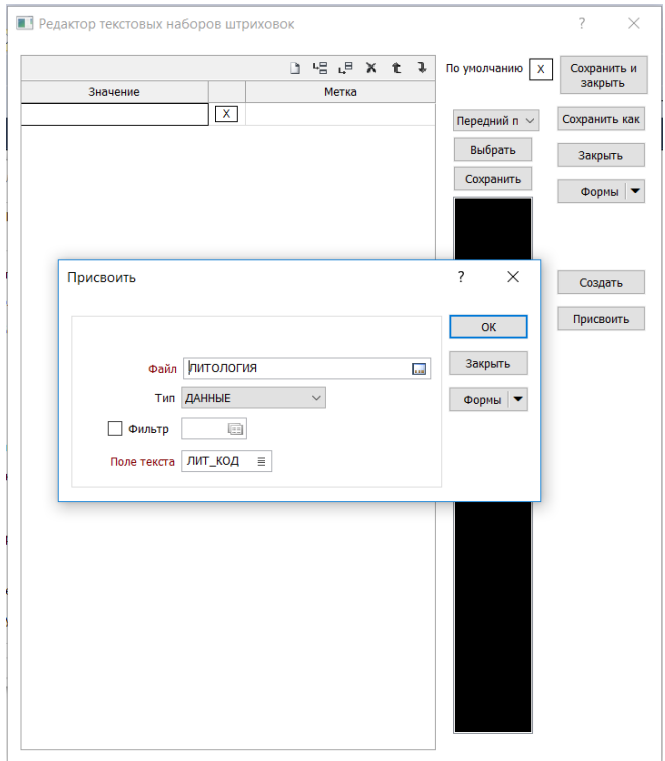 Редактор текстовых наборов штриховок ?
По умолчанию X Сохранить и закрыть
Значение Метка
X
Передний п Сохранить как
Выбрать Закрыть
Сохранить Формы
Присвоить ?
Создать
Присвоить
OK
Файл ЛИТОЛОГИЯ Закрыть
Тип ДАННЫЕ Формы
Фильтр
Поле текста ЛИТ_КОД